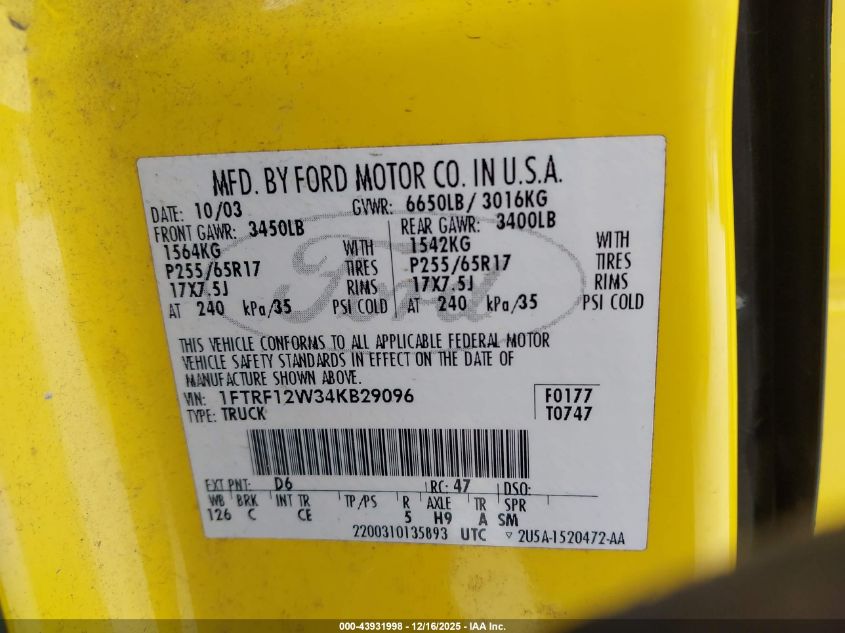 MFD. BY FORD MOTOR CO. IN U.S.A.
DATE: 10/03 GVWR: 6650LB/ 3016KG
FRONT GAWR: 3450LB REAR GAWR: 3400LB
1564KG WITH 1542KG WITH
P255/65R17 TIRES P255/65R17 TIRES
17X7.5J RIMS 17X7.5J RIMS
AT 240 kPa/35 PSI COLD AT 240 kPa/35 PSI COLD
Ford
THIS VEHICLE CONFORMS TO ALL APPLICABLE FEDERAL MOTOR
VEHICLE SAFETY STANDARDS IN EFFECT ON THE DATE OF
MANUFACTURE SHOWN ABOVE.
VIN: 1FTRF12W34KB29096 F0177
TYPE: TRUCK T0747
EXT PNT: D6 RC: 47 DSO:
WB BRK INT TR TP/PS R AXLE TR SPR
126 C CE 5 H9 A SM
2200310135893 UTC ▽ 2U5A-1520472-AA
000-43931998 - 12/16/2025 - IAA Inc.